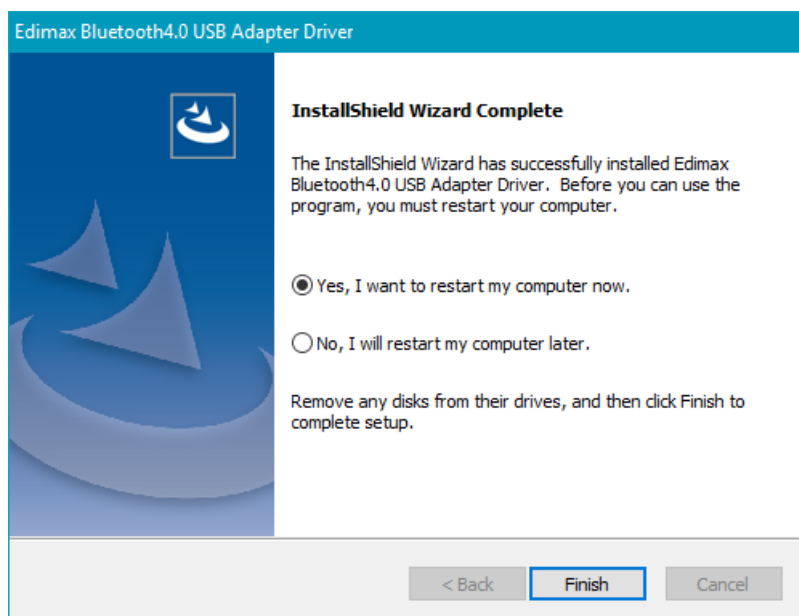 Edimax Bluetooth4.0 USB Adapter Driver
InstallShield Wizard Complete
The InstallShield Wizard has successfully installed Edimax
Bluetooth4.0 USB Adapter Driver.  Before you can use the
program, you must restart your computer.
Yes, I want to restart my computer now.
No, I will restart my computer later.
Remove any disks from their drives, and then click Finish to
complete setup.
< Back
Finish
Cancel